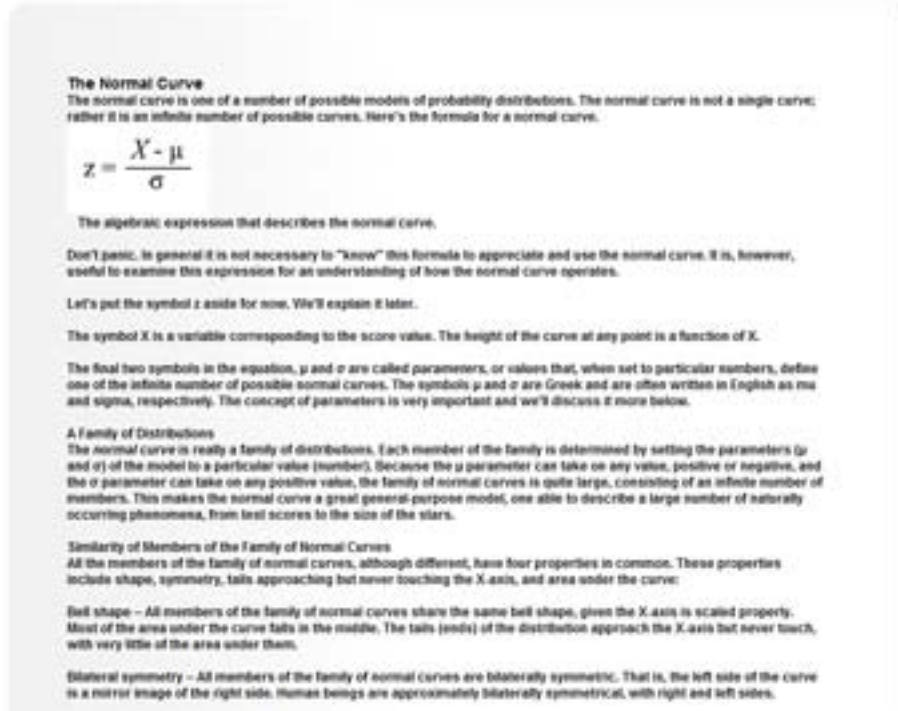 The Normal Curve
The normal curve is one of a number of possible models of probability distributions. The normal curve is not a single curve;
rather it is an infinite number of possible curves. Here's the formula for a normal curve.
z = X - μ
σ
The algebraic expression that describes the normal curve.
Don't panic. In general it is not necessary to "know" this formula to appreciate and use the normal curve. It is, however,
useful to examine this expression for an understanding of how the normal curve operates.
Let's put the symbol z aside for now. We'll explain it later.
The symbol X is a variable corresponding to the score value. The height of the curve at any point is a function of X.
The final two symbols in the equation, μ and σ are called parameters, or values that, when set to particular numbers, define
one of the infinite number of possible normal curves. The symbols μ and σ are Greek and are often written in English as mu
and sigma, respectively. The concept of parameters is very important and we'll discuss it more below.
A Family of Distributions
The normal curve is really a family of distributions. Each member of the family is determined by setting the parameters (μ
and σ) of the model to a particular value (number). Because the μ parameter can take on any value, positive or negative, and
the σ parameter can take on any positive value, the family of normal curves is quite large, consisting of an infinite number of
members. This makes the normal curve a great general-purpose model, one able to describe a large number of naturally
occurring phenomena, from test scores to the size of the stars.
Similarity of Members of the Family of Normal Curves
All the members of the family of normal curves, although different, have four properties in common. These properties
include shape, symmetry, tails approaching but never touching the X-axis, and area under the curve:
Bell shape – All members of the family of normal curves share the same bell shape, given the X-axis is scaled properly.
Most of the area under the curve falls in the middle. The tails (ends) of the distribution approach the X-axis but never touch,
with very little of the area under them.
Bilateral symmetry – All members of the family of normal curves are bilaterally symmetric. That is, the left side of the curve
is a mirror image of the right side. Human beings are approximately bilaterally symmetrical, with right and left sides.